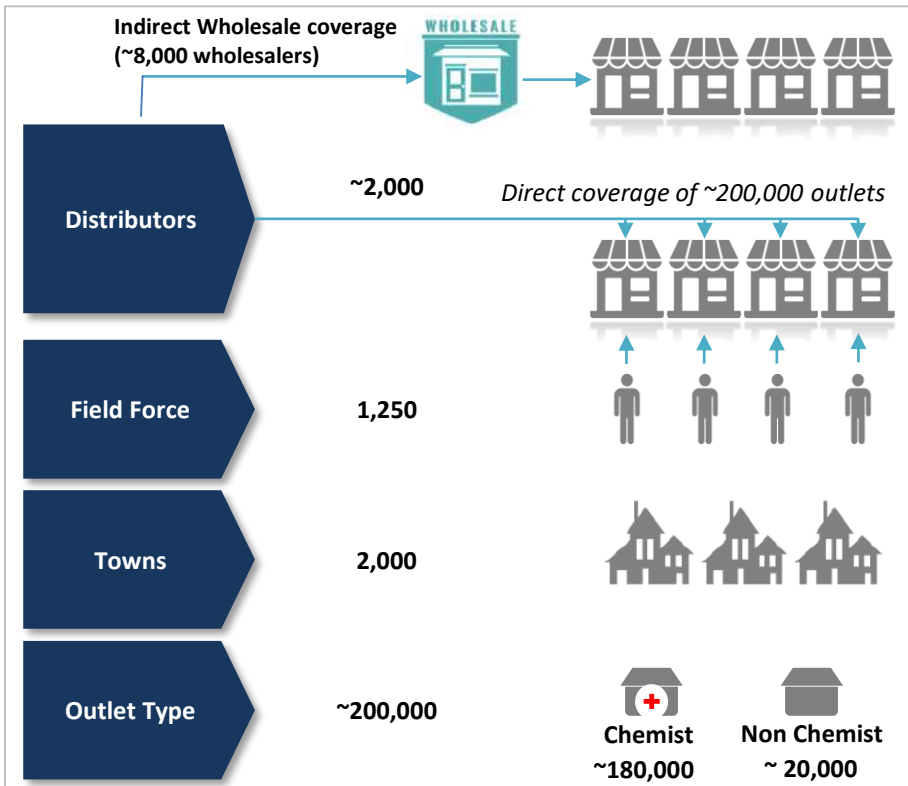 Indirect Wholesale coverage
(~8,000 wholesalers)
WHOLESALE
Distributors
~2,000
Direct coverage of ~200,000 outlets
Field Force
1,250
Towns
2,000
Outlet Type
~200,000
Chemist
~180,000
Non Chemist
~ 20,000